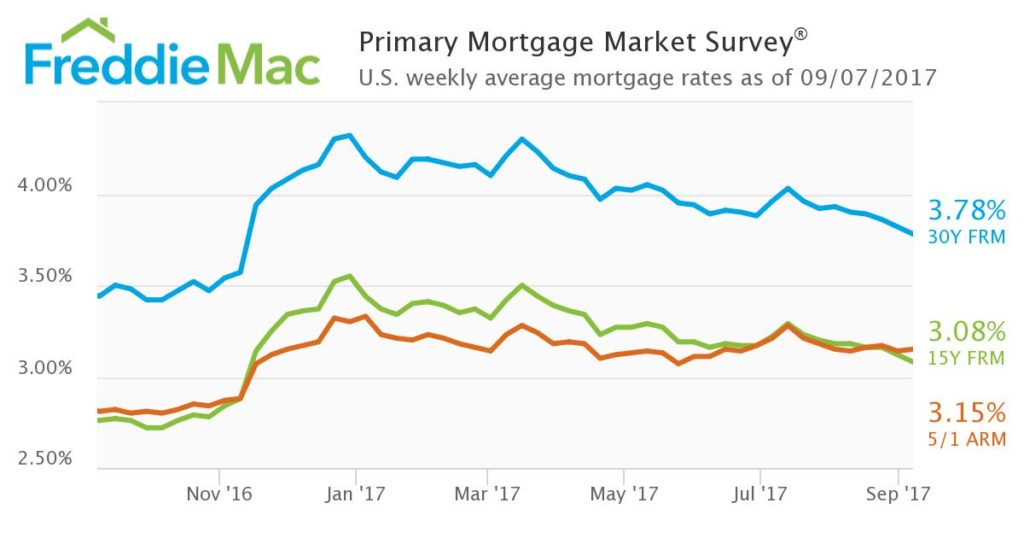 Freddie Mac
Primary Mortgage Market Survey®
U.S. weekly average mortgage rates as of 09/07/2017
4.00%
3.50%
3.00%
2.50%
3.78%
30Y FRM
3.08%
15Y FRM
3.15%
5/1 ARM
Nov '16 Jan '17 Mar '17 May '17 Jul '17 Sep '17